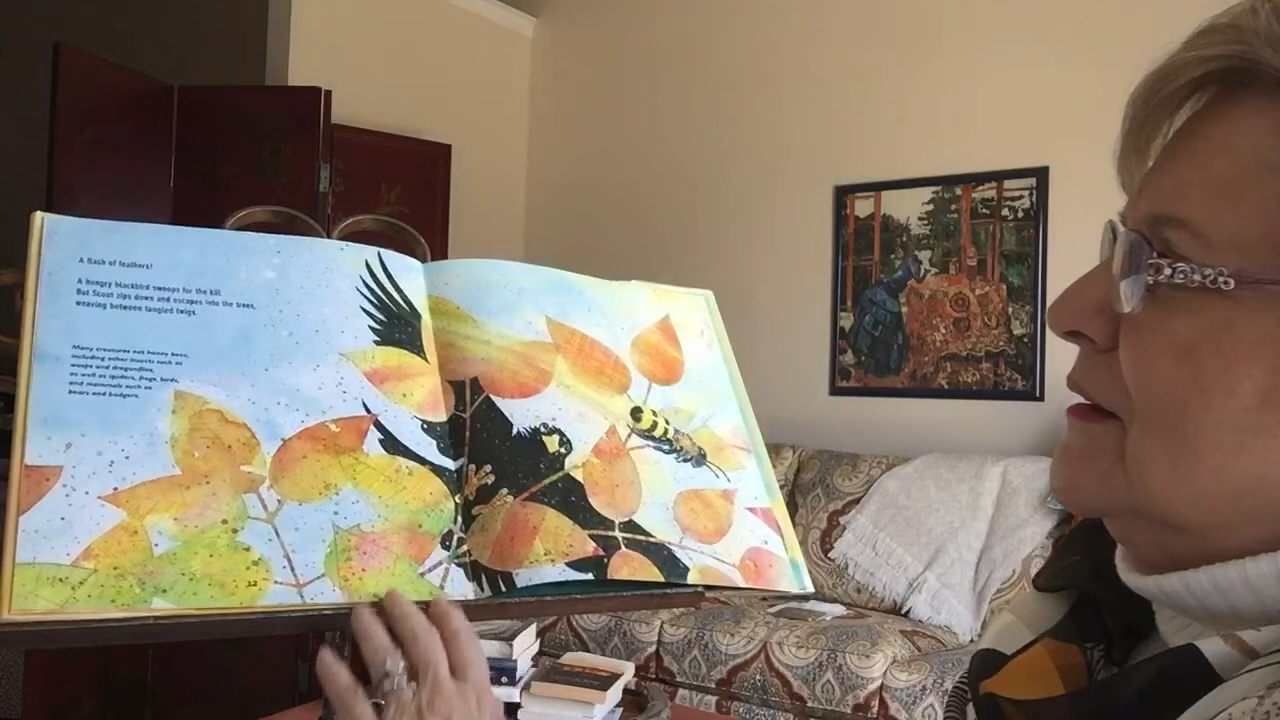 A flash of feathers!
A hungry blackbird swoops for the kill.
But Scout zips down and escapes into the trees,
weaving between tangled twigs.
Many creatures eat honey bees,
including other insects such as
wasps and dragonflies,
as well as spiders, frogs, birds,
and mammals such as
bears and badgers.
12